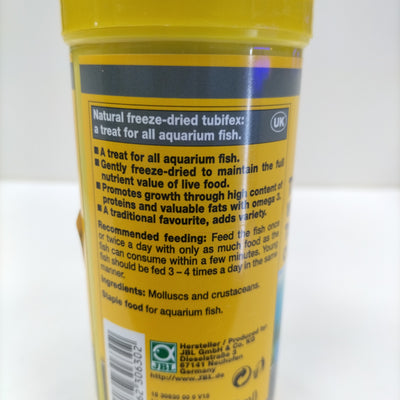 Natural freeze-dried tubifex:
a treat for all aquarium fish.
UK
■ A treat for all aquarium fish.
■ Gently freeze-dried to maintain the full
nutrient value of live food.
■ Promotes growth through high content of
proteins and valuable fats with omega 3.
■ A traditional favourite, adds variety.
Recommended feeding: Feed the fish once
or twice a day with only as much food as the
fish can consume within a few minutes. Young
fish should be fed 3 – 4 times a day in the same
manner.
Ingredients: Molluscs and crustaceans.
Staple food for aquarium fish.
Hersteller / Produced by
JBL GmbH & Co. KG
Dieselstraße 3
67141 Neuhofen
Germany
http://www.JBL.de
JBL